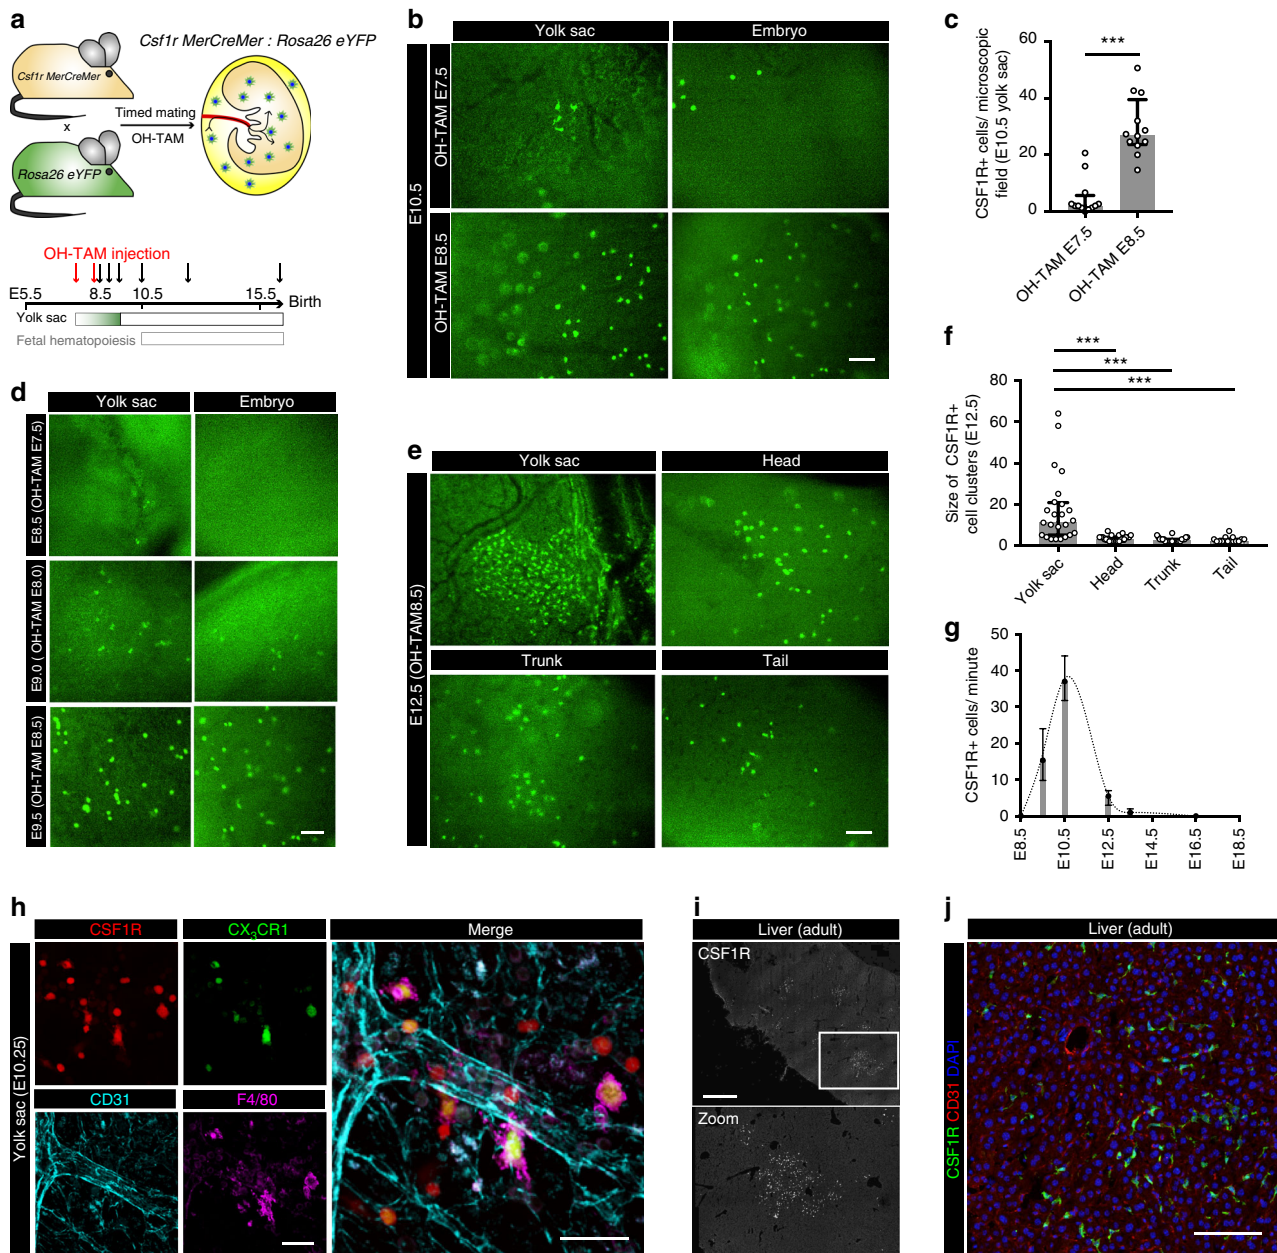 a
Csf1r MerCreMer : Rosa26 eYFP
Csf1r MerCreMer
x
Rosa26 eYFP
Timed mating
OH-TAM
OH-TAM injection
E5.5
8.5
10.5
15.5
Birth
Yolk sac
Fetal hematopoiesis
b
Yolk sac
Embryo
E10.5
OH-TAM E7.5
OH-TAM E8.5
c
CSF1R+ cells/ microscopic
field (E10.5 yolk sac)
60
40
20
0
***
OH-TAM E7.5
OH-TAM E8.5
d
Yolk sac
Embryo
E8.5 (OH-TAM E7.5)
E9.0 ( OH-TAM E8.0)
E9.5 (OH-TAM E8.5)
e
Yolk sac
Head
E12.5 (OH-TAM8.5)
Trunk
Tail
f
***
***
***
Size of CSF1R+
cell clusters (E12.5)
80
60
40
20
0
Yolk sac
Head
Trunk
Tail
g
CSF1R+ cells/ minute
50
40
30
20
10
0
E8.5
E10.5
E12.5
E14.5
E16.5
E18.5
h
CSF1R
CX3CR1
Merge
Yolk sac (E10.25)
CD31
F4/80
i
Liver (adult)
CSF1R
Zoom
j
Liver (adult)
CSF1R CD31 DAPI